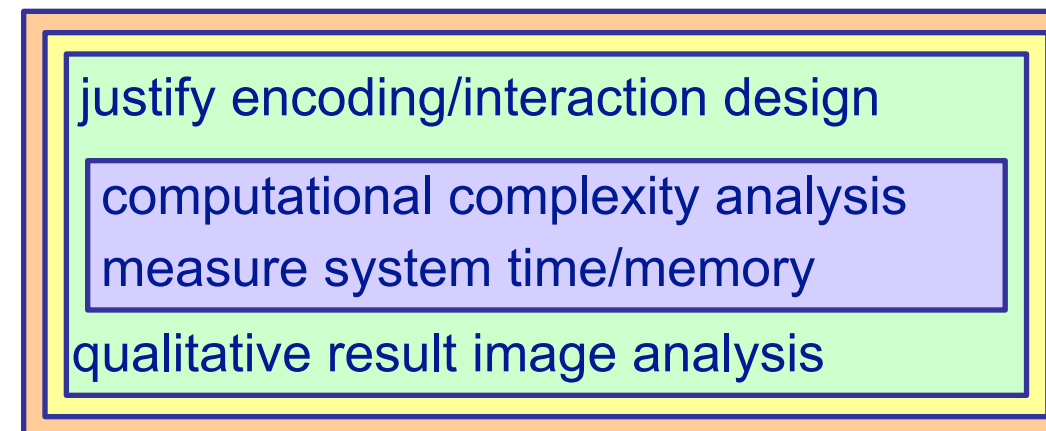 justify encoding/interaction design
computational complexity analysis
measure system time/memory
qualitative result image analysis